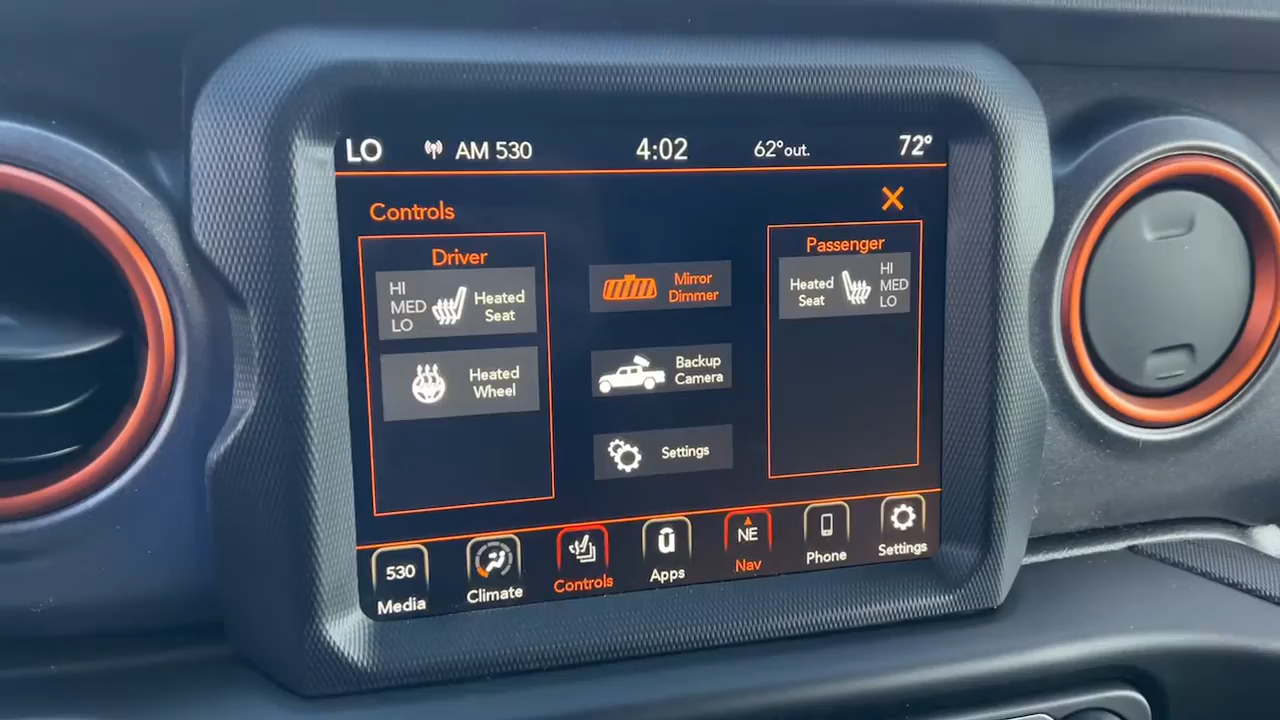 LO
AM 530
4:02
62° out.
72°
Controls
Driver
HI
MED
LO
Heated
Seat
Heated
Wheel
Mirror
Dimmer
Backup
Camera
Settings
Passenger
Heated
Seat
HI
MED
LO
530
Media
Climate
Controls
Apps
NE
Nav
Phone
Settings